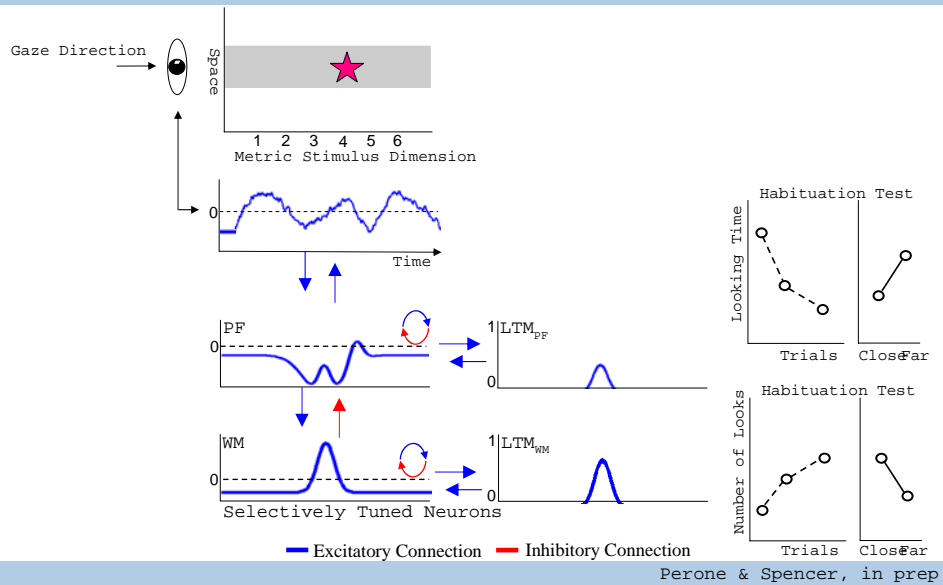 Gaze Direction
Space
1 2 3 4 5 6
Metric Stimulus Dimension
0
Time
PF
0
1 LTM PF
0
WM
0
1 LTM WM
0
Selectively Tuned Neurons
Excitatory Connection Inhibitory Connection
Habituation Test
Looking Time
Trials Close Far
Habituation Test
Number of Looks
Trials Close Far
Perone & Spencer, in prep